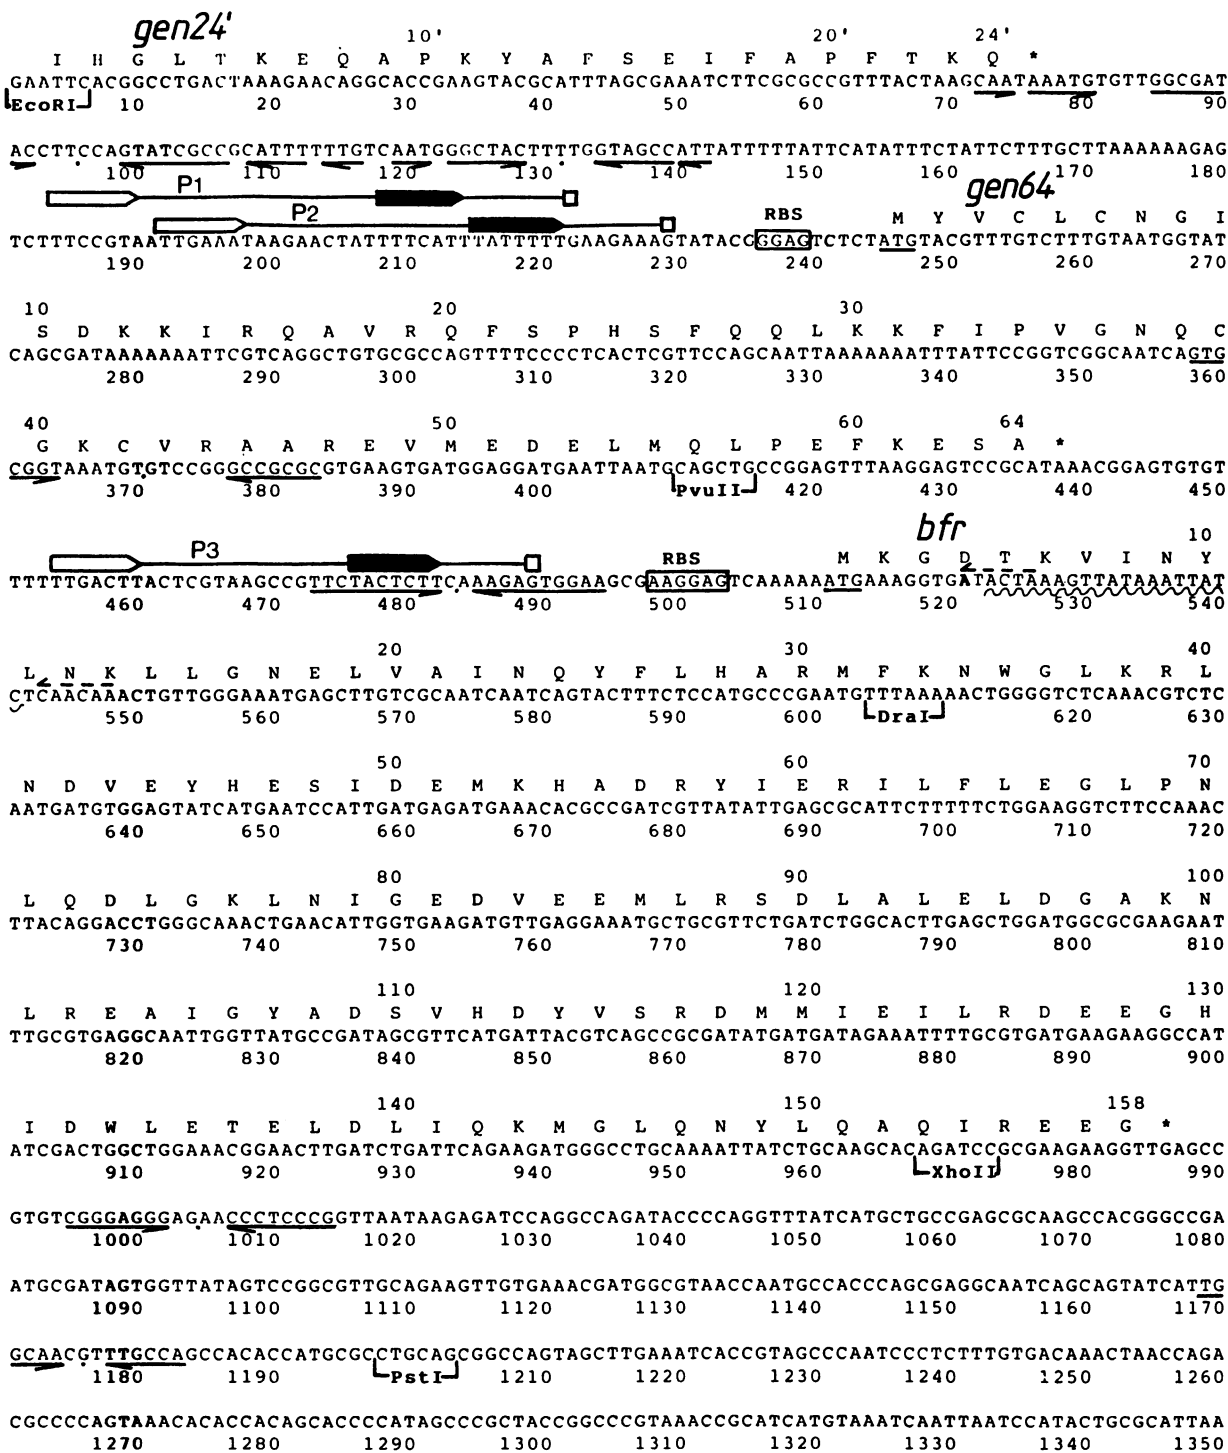 gen24'
10' 20' 24'
I H G L T K E Q A P K Y A F S E I F A P F T K Q *
GAATTCACGGCCTGACTAAAGAACAGGCACCGAAGTACGCATTTAGCGAAATCTTCGCGCCGTTTACTAAGCAATAAATGTGTTGGCGAT
EcoRI 10 20 30 40 50 60 70 80 90
ACCTTCCAGTATCGCCGCATTTTTTTGTCAATGGGCTACTTTTTGGTAGCCATTATTTTTATTCATATTTCTATTCTTTGCTTAAAAAAGAG
100 110 120 130 140 150 160 170 180
P1
gen64
P2 RBS M Y V C L C N G I
TCTTTCCGTAATTGAAATAAGAACTATTTTCATTTATTTTTGAAGAAAGTATACGGGAGTCTCTATGTACGTTTGTCTTTGTAATGGTAT
190 200 210 220 230 240 250 260 270
10 20 30
S D K K I R Q A V R Q F S P H S F Q Q L K K F I P V G N Q C
CAGCGATAAAAAAATTCGTCAGGCTGTGCGCCAGTTTTCCCCTCACTCGTTCCAGCAATTAAAAAAATTTATTCCGGTCGGCAATCAGTG
280 290 300 310 320 330 340 350 360
40 50 60 64
G K C V R A A R E V M E D E L M Q L P E F K E S A *
CGGTAAATGTGTCCGGGCCGCGCGTGAAGTGATGGAGGATGAATTAATGCAGCTGCCGGAGTTTAAGGAGTCCGCATAAACGGAGTGTGT
370 380 390 400 PvuII 420 430 440 450
P3 RBS bfr 10
M K G D T K V I N Y
TTTTTGACTTACTCGTAAGCCGTTCTACTCTTCAAAGAGTGGAAGCGAAGGAGTCAAAAAATGAAAGGTGATACTAAAGTTATAAATTAT
460 470 480 490 500 510 520 530 540
20 30 40
L N K L L G N E L V A I N Q Y F L H A R M F K N W G L K R L
CTCAACAAACTGTTGGGAAATGAGCTTGTCGCAATCAATCAGTACTTTCTCCATGCCCGAATGTTTAAAAACTGGGGTCTCAAACGTCTC
550 560 570 580 590 600 DraI 620 630
50 60 70
N D V E Y H E S I D E M K H A D R Y I E R I L F L E G L P N
AATGATGTGGAGTATCATGAATCCATTGATGAGATGAAACACGCCGATCGTTATATTGAGCGCATTCTTTTTCTGGAAGGTCTTCCAAAC
640 650 660 670 680 690 700 710 720
80 90 100
L Q D L G K L N I G E D V E E M L R S D L A L E L D G A K N
TTACAGGACCTGGGCAAACTGAACATTGGTGAAGATGTTGAGGAAATGCTGCGTTCTGATCTGGCACTTGAGCTGGATGGCGCGAAGAAT
730 740 750 760 770 780 790 800 810
110 120 130
L R E A I G Y A D S V H D Y V S R D M M I E I L R D E E G H
TTGCGTGAGGCAATTGGTTATGCCGATAGCGTTCATGATTACGTCAGCCGCGATATGATGATAGAAATTTTGCGTGATGAAGAAGGCCAT
820 830 840 850 860 870 880 890 900
140 150 158
I D W L E T E L D L I Q K M G L Q N Y L Q A Q I R E E G *
ATCGACTGGCTGGAAACGGAACTTGATCTGATTCAGAAGATGGGCCTGCAAAATTATCTGCAAGCACAGATCCGCGAAGAAGGTTGAGCC
910 920 930 940 950 960 XhoII 980 990
GTGTCGGGAGGGAGAACCCTCCCGGTTAATAAGAGATCCAGGCCAGATACCCCAGGTTTATCATGCTGCCGAGCGCAAGCCACGGGCCGA
1000 1010 1020 1030 1040 1050 1060 1070 1080
ATGCGATAGTGGTTATAGTCCGGCGTTGCAGAAGTTGTGAAACGATGGCGTAACCAATGCCACCCAGCGAGGCAATCAGCAGTATCATTG
1090 1100 1110 1120 1130 1140 1150 1160 1170
GCAACGTTTGCCAGCCACACCATGCGCCTGCAGCGGCCAGTAGCTTGAAATCACCGTAGCCCAATCCCTCTTTGTGACAAACTAACCAGA
1180 1190 PstI 1210 1220 1230 1240 1250 1260
CGCCCCAGTAAACACACCACAGCACCCCATAGCCCGCTACCGGCCCGTAAACCGCATCATGTAAATCAATTAATCCATACTGCGCATTAA
1270 1280 1290 1300 1310 1320 1330 1340 1350